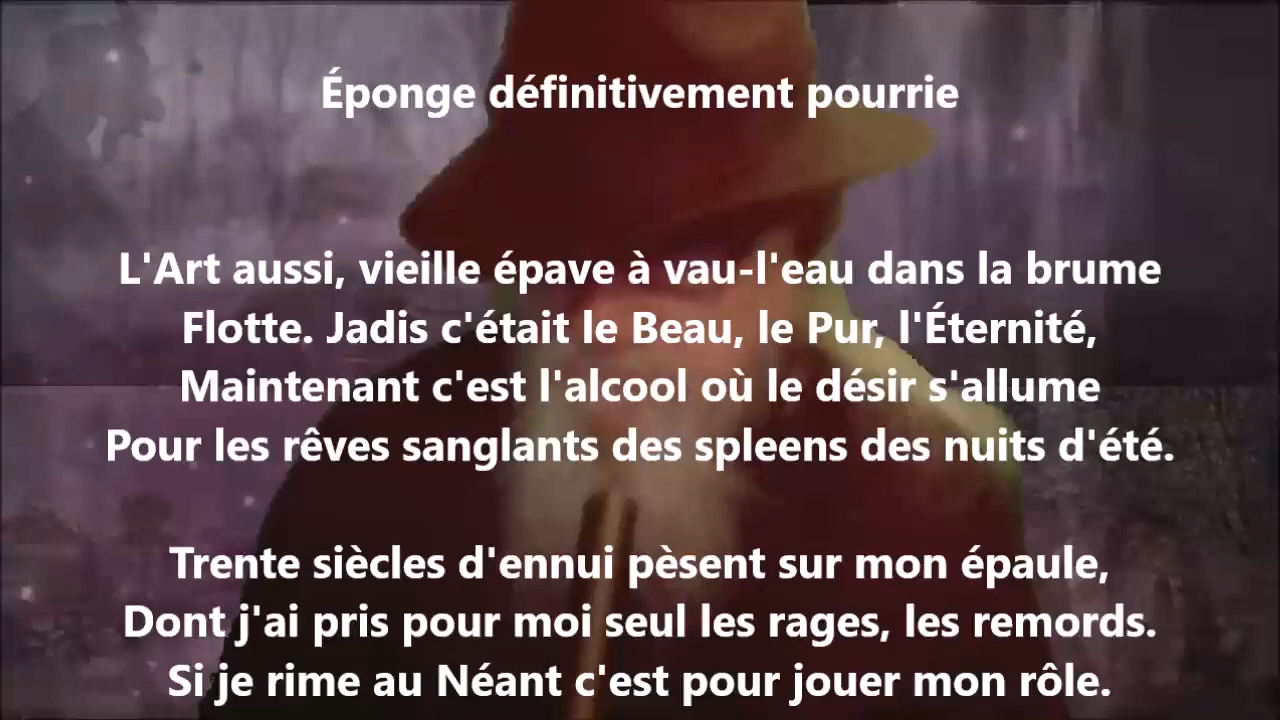 Éponge définitivement pourrie
L'Art aussi, vieille épave à vau-l'eau dans la brume
Flotte. Jadis c'était le Beau, le Pur, l'Éternité,
Maintenant c'est l'alcool où le désir s'allume
Pour les rêves sanglants des spleens des nuits d'été.
Trente siècles d'ennui pèsent sur mon épaule,
Dont j'ai pris pour moi seul les rages, les remords.
Si je rime au Néant c'est pour jouer mon rôle.